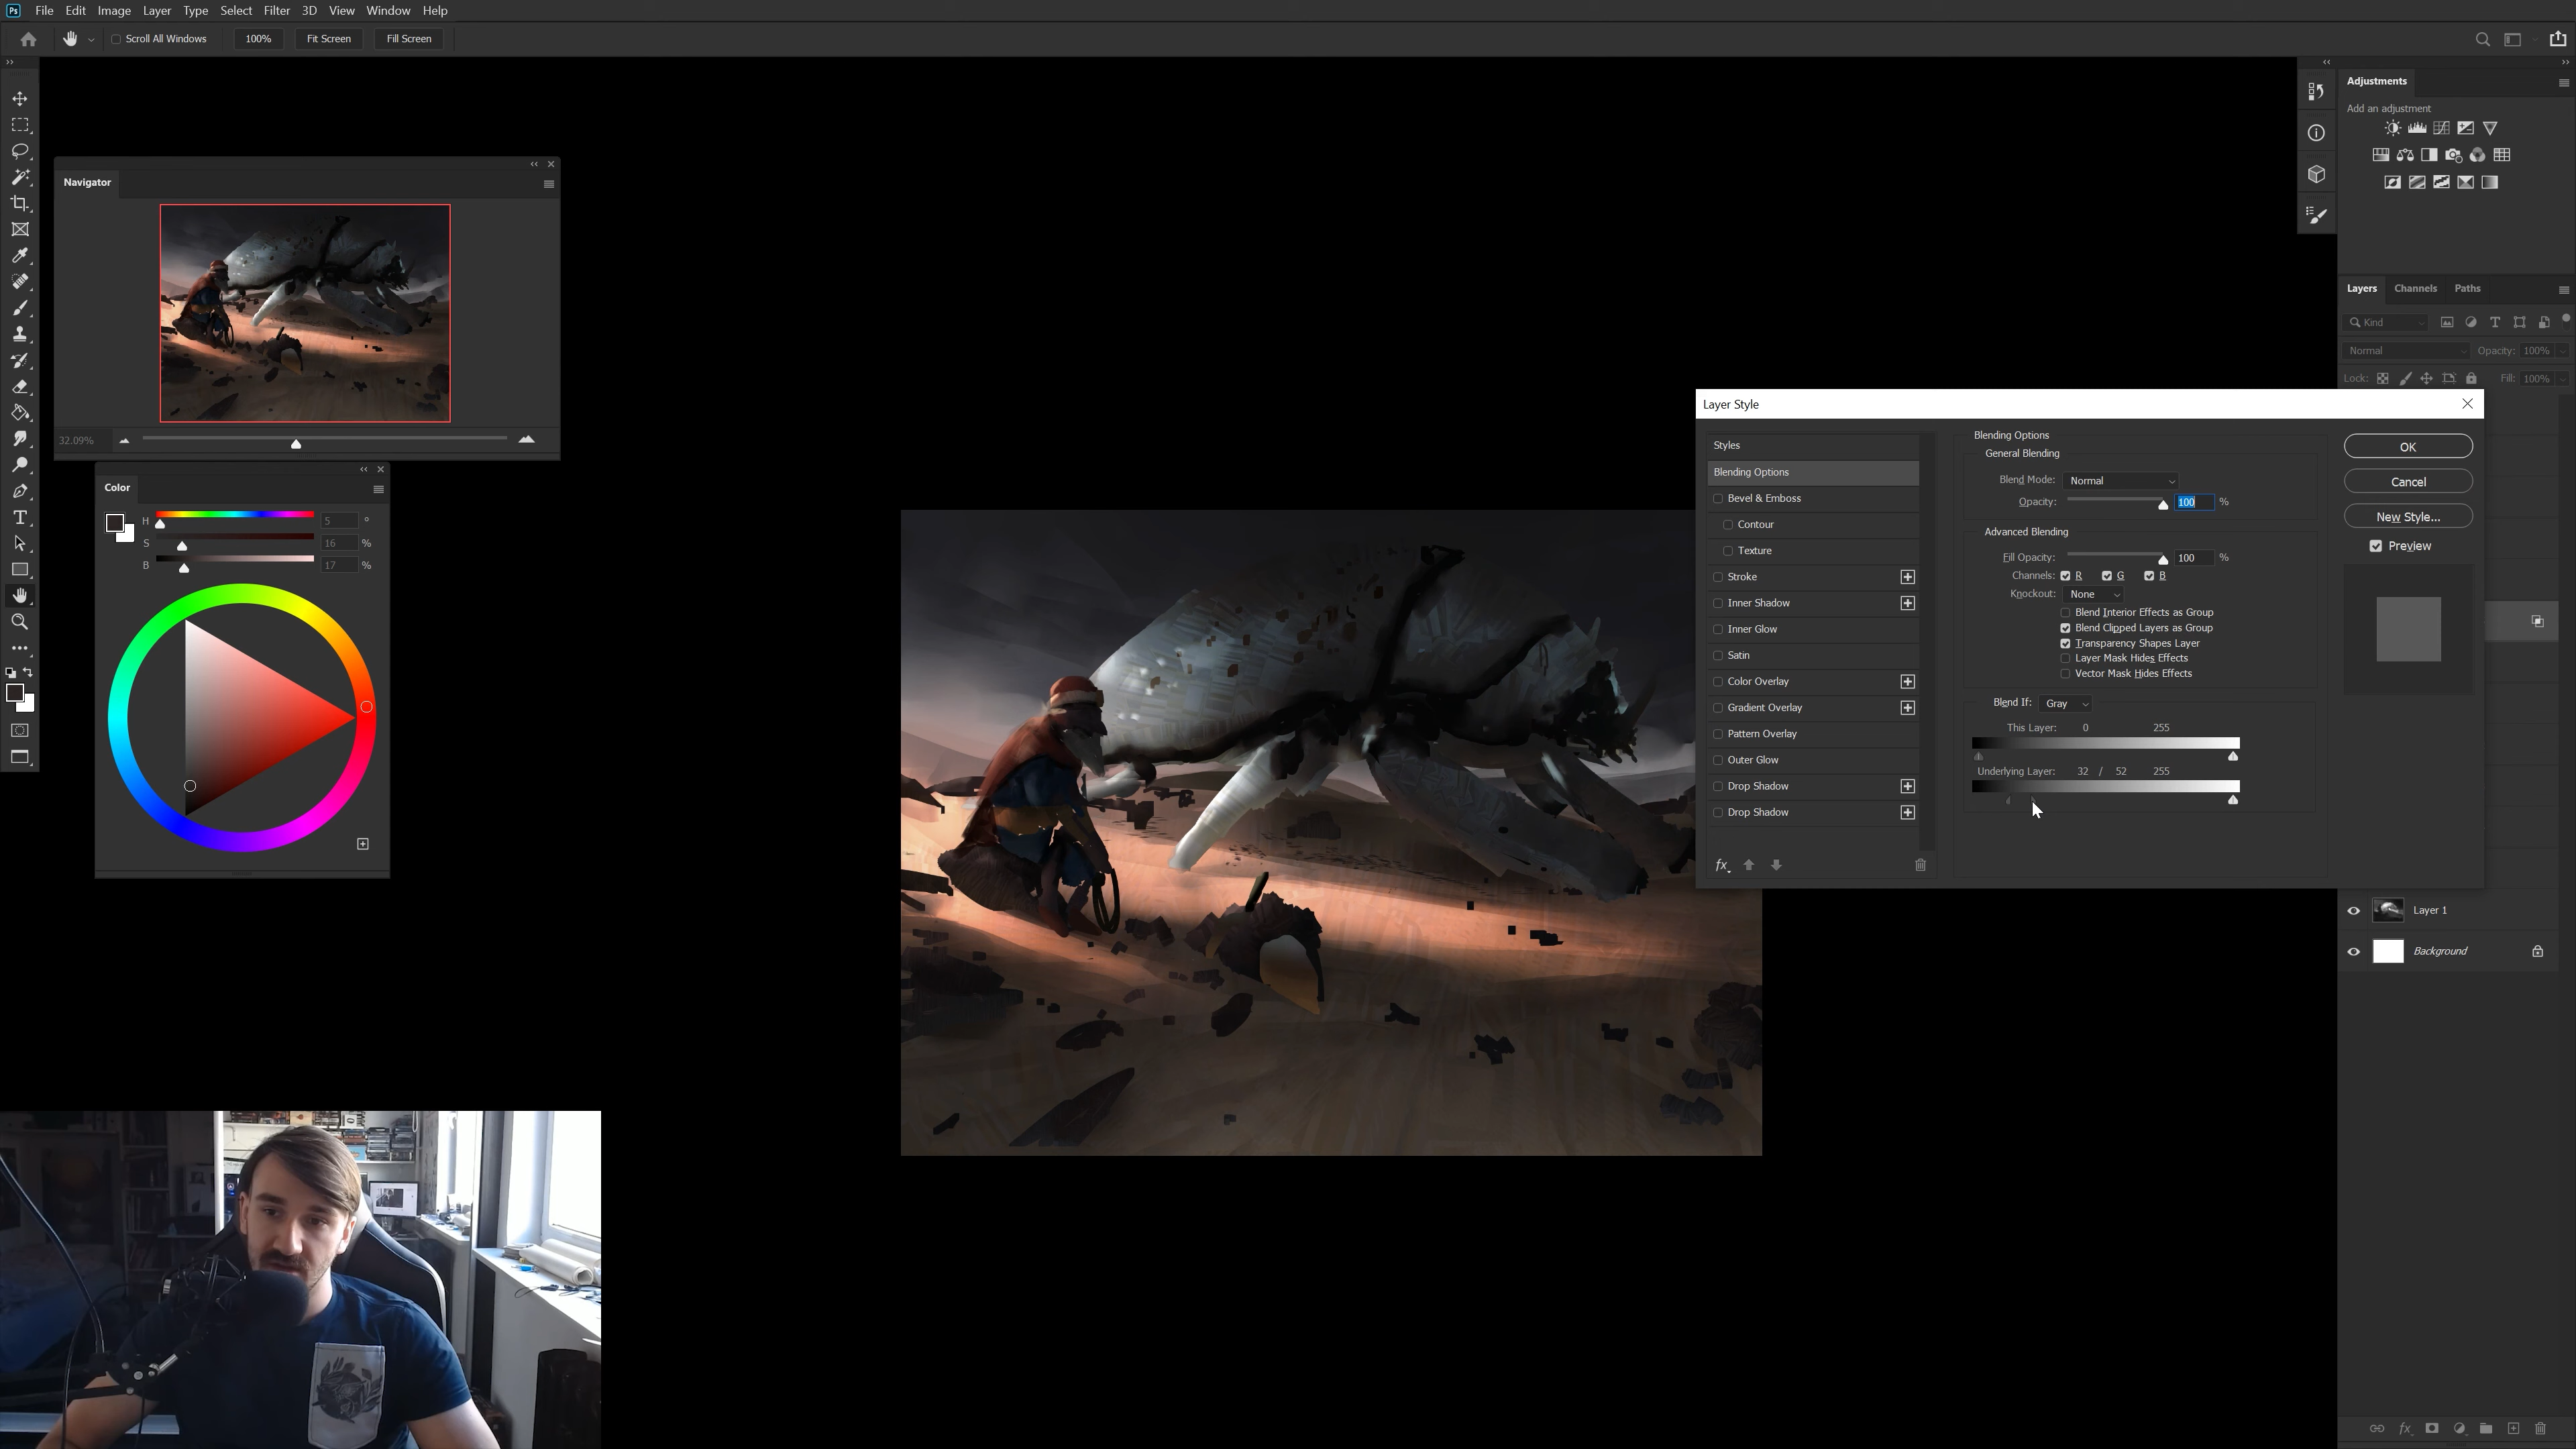 Ps File Edit Image Layer Type Select Filter 3D View Window Help
Scroll All Windows 100% Fit Screen Fill Screen
Navigator
32.09%
Color
H 5 °
S 16 %
B 17 %
Adjustments
Add an adjustment
Layers Channels Paths
Kind
Normal Opacity: 100%
Lock: Fill: 100%
Layer Style
Styles
Blending Options
Bevel & Emboss
Contour
Texture
Stroke
Inner Shadow
Inner Glow
Satin
Color Overlay
Gradient Overlay
Pattern Overlay
Outer Glow
Drop Shadow
Drop Shadow
fx
Blending Options
General Blending
Blend Mode: Normal
Opacity: 100 %
Advanced Blending
Fill Opacity: 100 %
Channels: R G B
Knockout: None
Blend Interior Effects as Group
Blend Clipped Layers as Group
Transparency Shapes Layer
Layer Mask Hides Effects
Vector Mask Hides Effects
Blend If: Gray
This Layer: 0 255
Underlying Layer: 32 / 52 255
OK
Cancel
New Style...
Preview
Layer 1
Background
fx